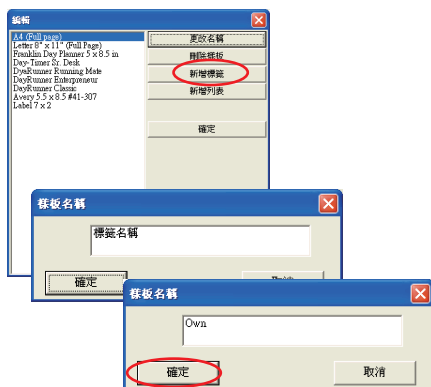 編輯
A4 (Full page)
Letter 8" x 11" (Full Page)
Franklin Day Planner 5 x 8.5 in
Day-Timer Sr. Desk
DyaRunner Running Mate
DayRunner Enterpreneur
DayRunner Classic
Avery 5.5 x 8.5 #41-307
Label 7 x 2
更改名稱
刪除樣板
新增標籤
新增列表
確定
樣板名稱
標籤名稱
確定
樣板名稱
Own
確定
取消